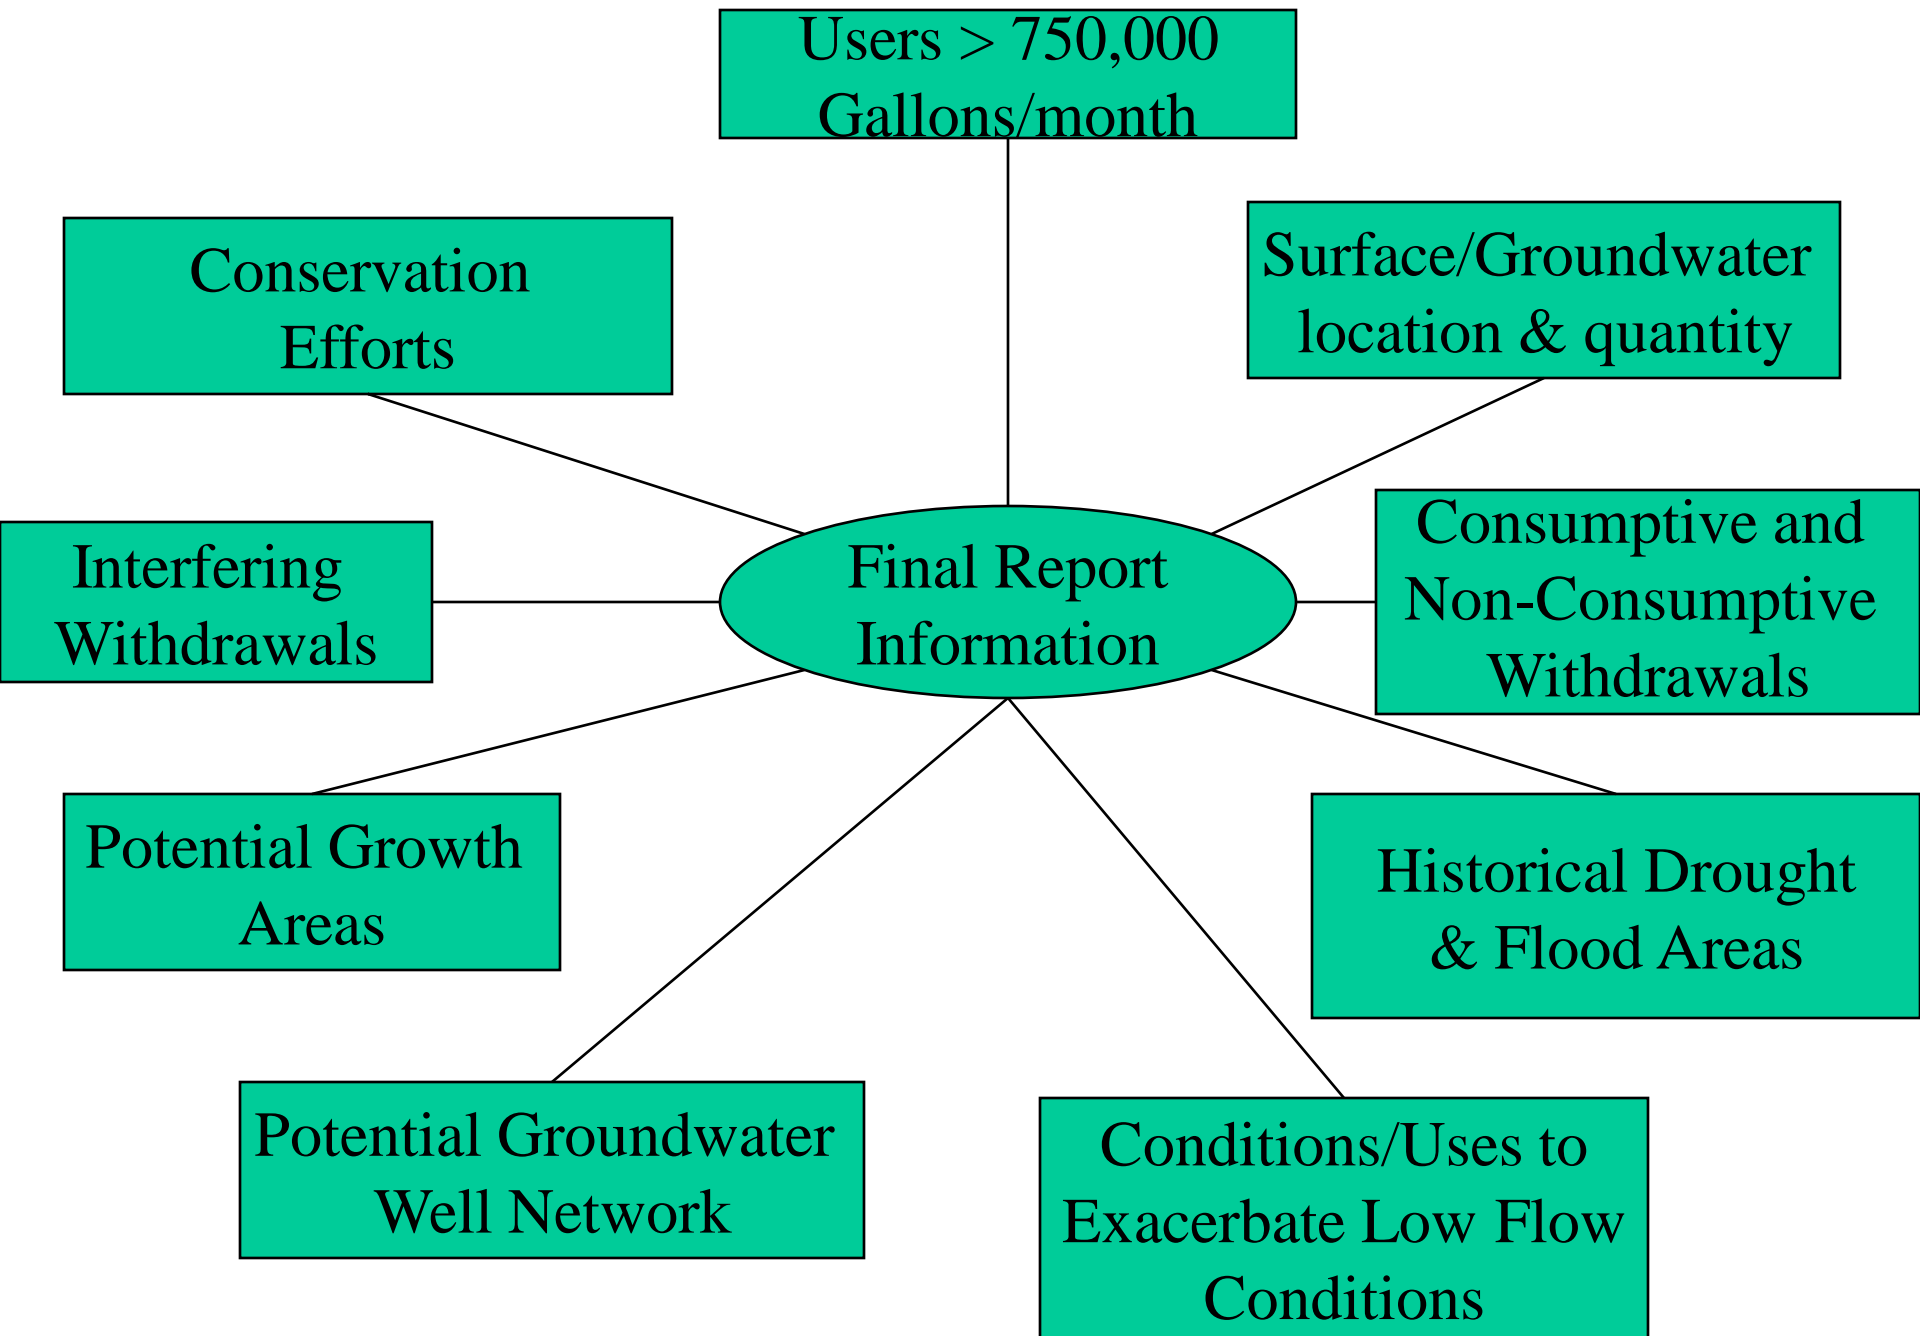 Users > 750,000
Gallons/month
Conservation
Efforts
Surface/Groundwater
location & quantity
Interfering
Withdrawals
Final Report
Information
Consumptive and
Non-Consumptive
Withdrawals
Potential Growth
Areas
Historical Drought
& Flood Areas
Potential Groundwater
Well Network
Conditions/Uses to
Exacerbate Low Flow
Conditions